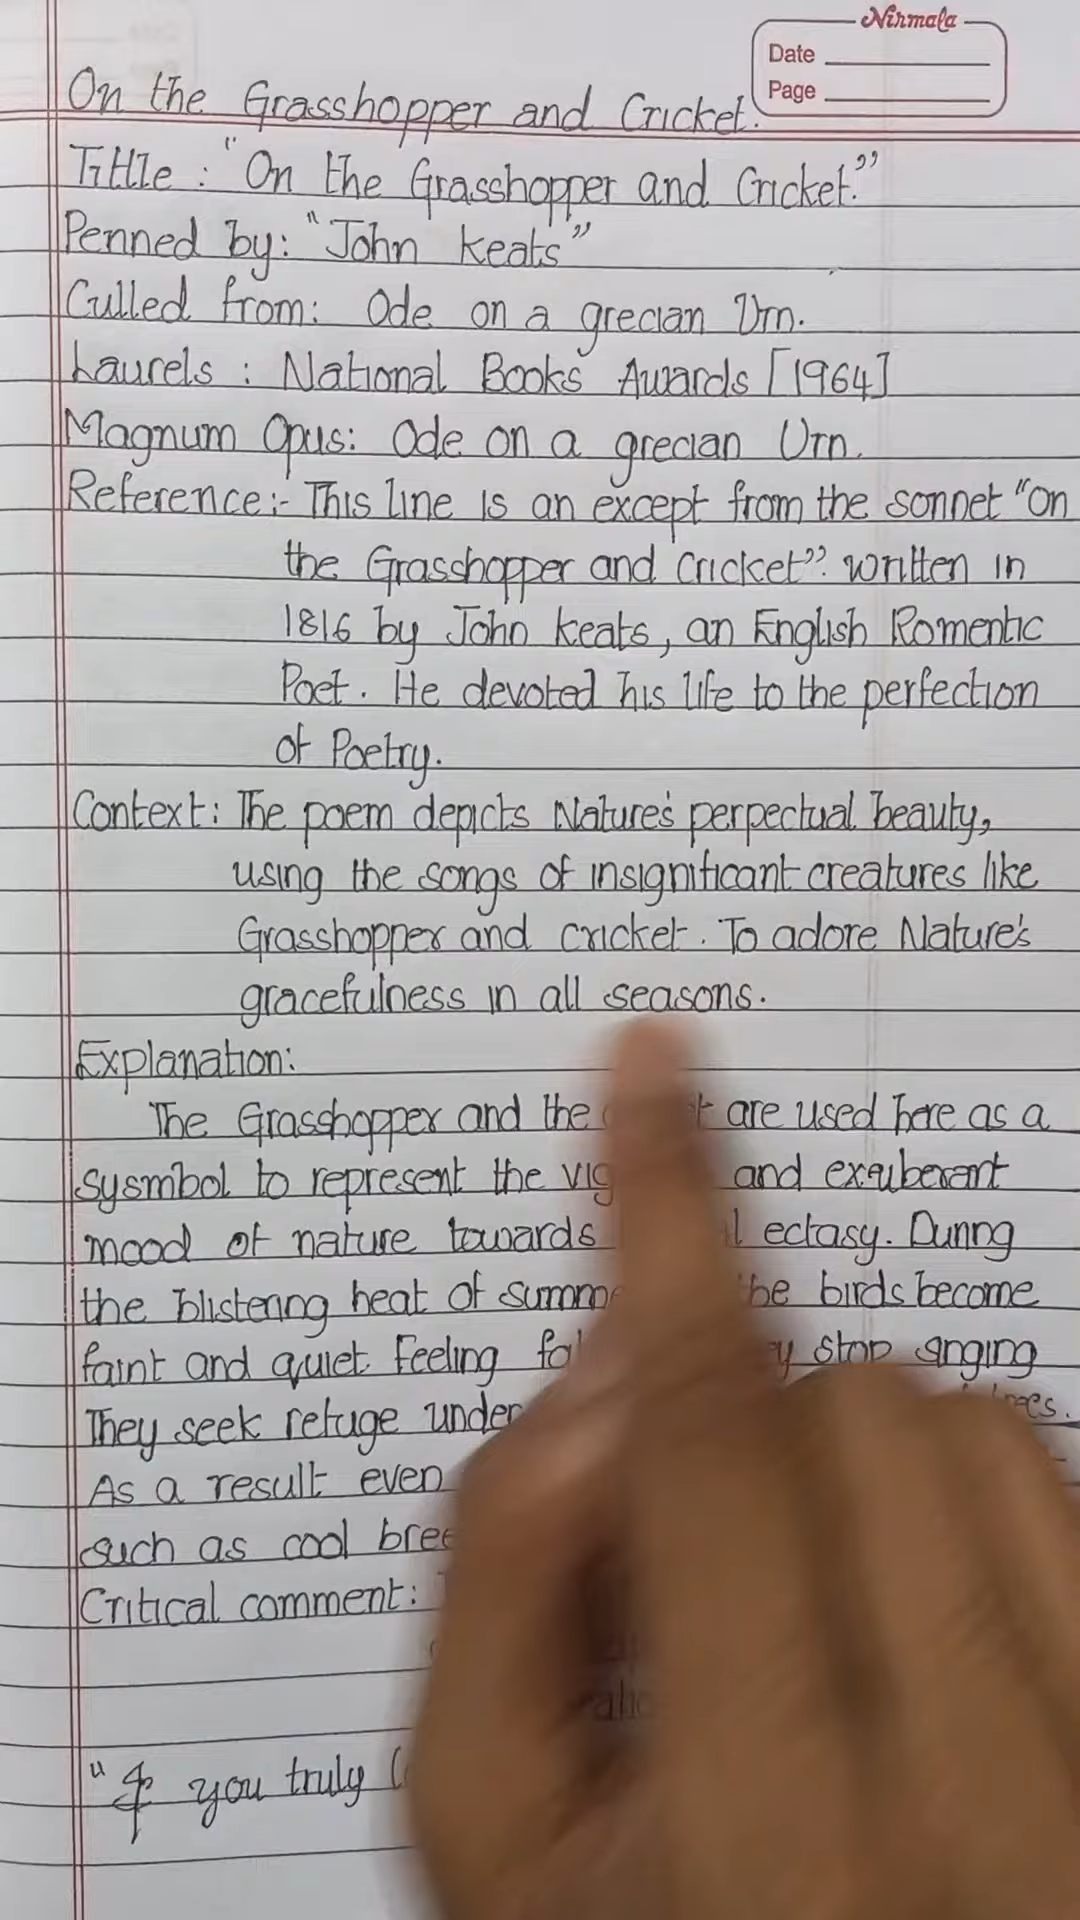 Nirmala
Date
Page
On the Grasshopper and Cricket.
Tittle : "On the Grasshopper and Cricket."
Penned by: "John Keats"
Culled from: Ode on a grecian Urn.
Laurels : National Books Awards [1964]
Magnum Opus: Ode on a grecian Urn.
Reference:- This line is an except from the sonnet "On
the Grasshopper and Cricket". written in
1816 by John Keats, an English Romentic
Poet. He devoted his life to the perfection
of Poetry.
Context: The poem depicts Nature's perpectual beauty,
using the songs of insignificant creatures like
Grasshopper and cricket. To adore Nature's
gracefulness in all seasons.
Explanation:
The Grasshopper and the are used here as a
sysmbol to represent the and exauberant
mood of nature towards ectasy. During
the blistering heat of birds become
faint and quiet Feeling stop singing
They seek refuge under
As a result even
such as cool
Critical comment:
"If you truly